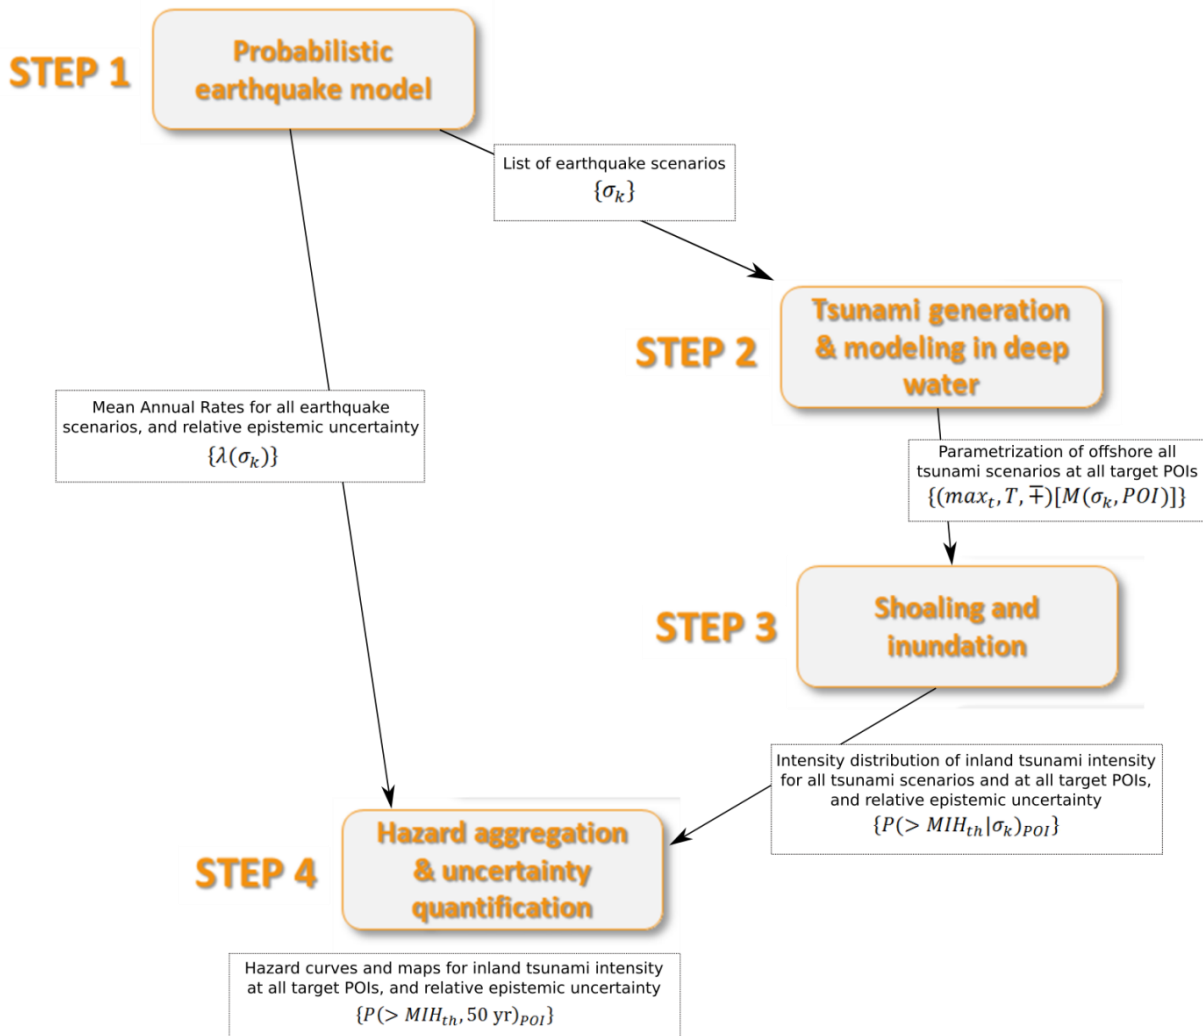 STEP 1
Probabilistic
earthquake model
List of earthquake scenarios
{σ_k}
STEP 2
Tsunami generation
& modeling in deep
water
Mean Annual Rates for all earthquake
scenarios, and relative epistemic uncertainty
{λ(σ_k)}
Parametrization of offshore all
tsunami scenarios at all target POIs
{(max_t, T, ∓)[M(σ_k, POI)]}
STEP 3
Shoaling and
inundation
Intensity distribution of inland tsunami intensity
for all tsunami scenarios and at all target POIs,
and relative epistemic uncertainty
{P(> MIH_th|σ_k)_POI}
STEP 4
Hazard aggregation
& uncertainty
quantification
Hazard curves and maps for inland tsunami intensity
at all target POIs, and relative epistemic uncertainty
{P(> MIH_th, 50 yr)_POI}